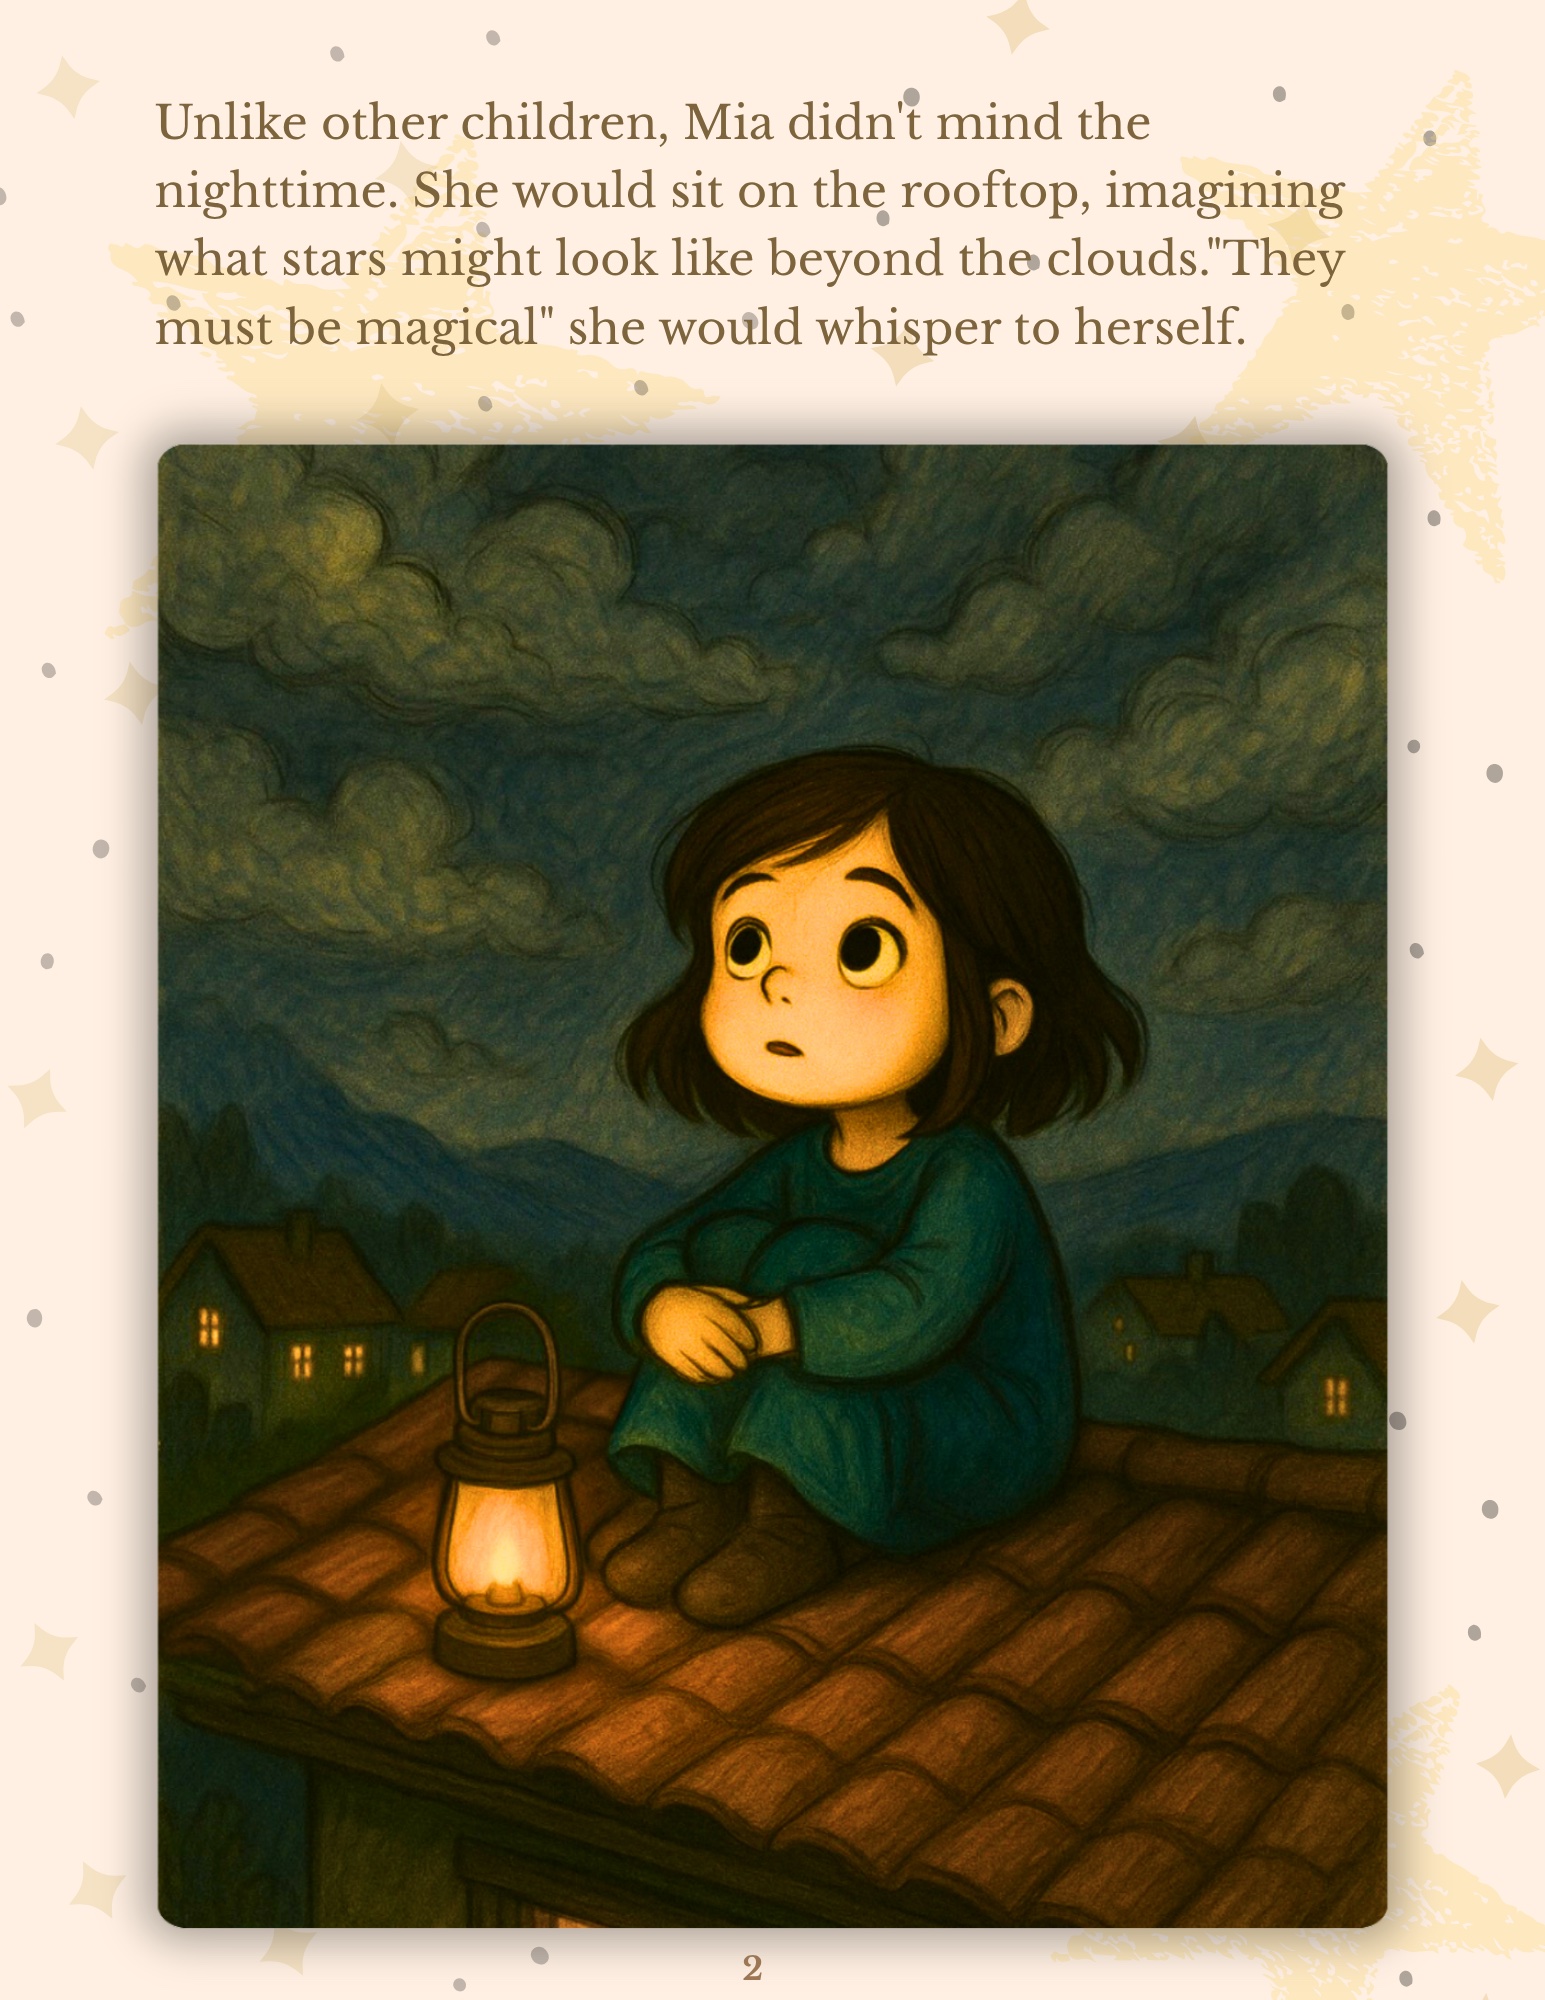 Unlike other children, Mia didn't mind the
nighttime. She would sit on the rooftop, imagining
what stars might look like beyond the clouds."They
must be magical" she would whisper to herself.
2